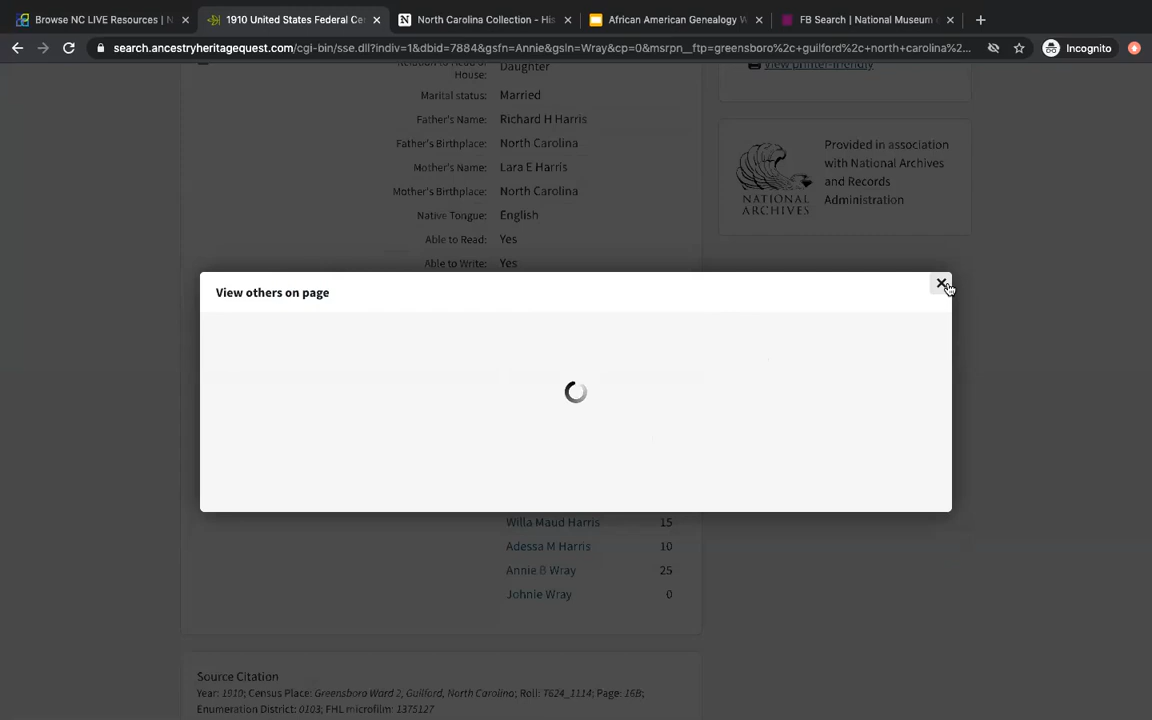 Browse NC LIVE Resources | N
1910 United States Federal Ce
North Carolina Collection - His
African American Genealogy W
FB Search | National Museum
search.ancestryheritagequest.com/cgi-bin/sse.dll?indiv=1&dbid=7884&gsfn=Annie&gsln=Wray&cp=0&msrpn__ftp=greensboro%2c+guilford%2c+north+carolina%2...
Incognito
Relation to Head of House: Daughter
View printer-friendly
Marital status: Married
Father's Name: Richard H Harris
Father's Birthplace: North Carolina
Mother's Name: Lara E Harris
Mother's Birthplace: North Carolina
Native Tongue: English
Able to Read: Yes
Able to Write: Yes
NATIONAL
ARCHIVES
Provided in association
with National Archives
and Records
Administration
View others on page
Willa Maud Harris 15
Adessa M Harris 10
Annie B Wray 25
Johnie Wray 0
Source Citation
Year: 1910; Census Place: Greensboro Ward 2, Guilford, North Carolina; Roll: T624_1114; Page: 16B;
Enumeration District: 0103; FHL microfilm: 1375127